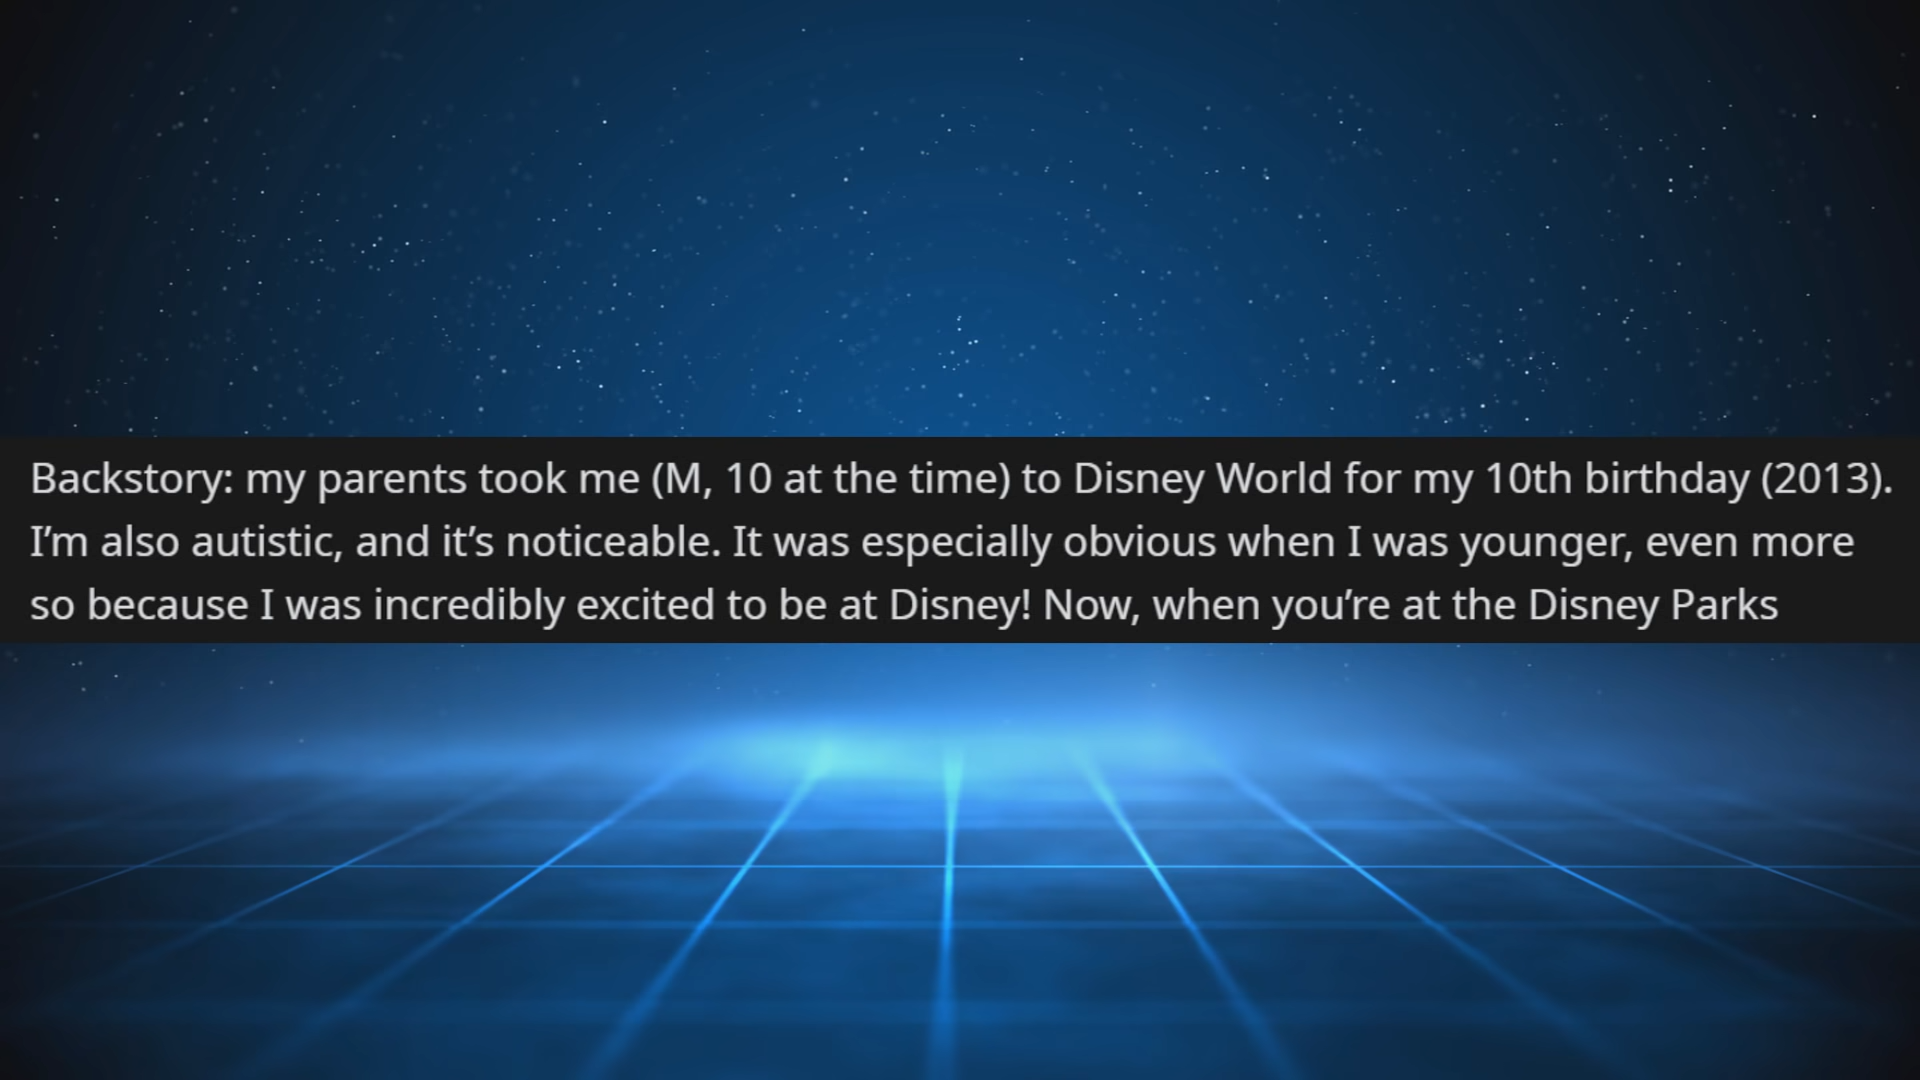 Backstory: my parents took me (M, 10 at the time) to Disney World for my 10th birthday (2013).
I’m also autistic, and it’s noticeable. It was especially obvious when I was younger, even more
so because I was incredibly excited to be at Disney! Now, when you’re at the Disney Parks